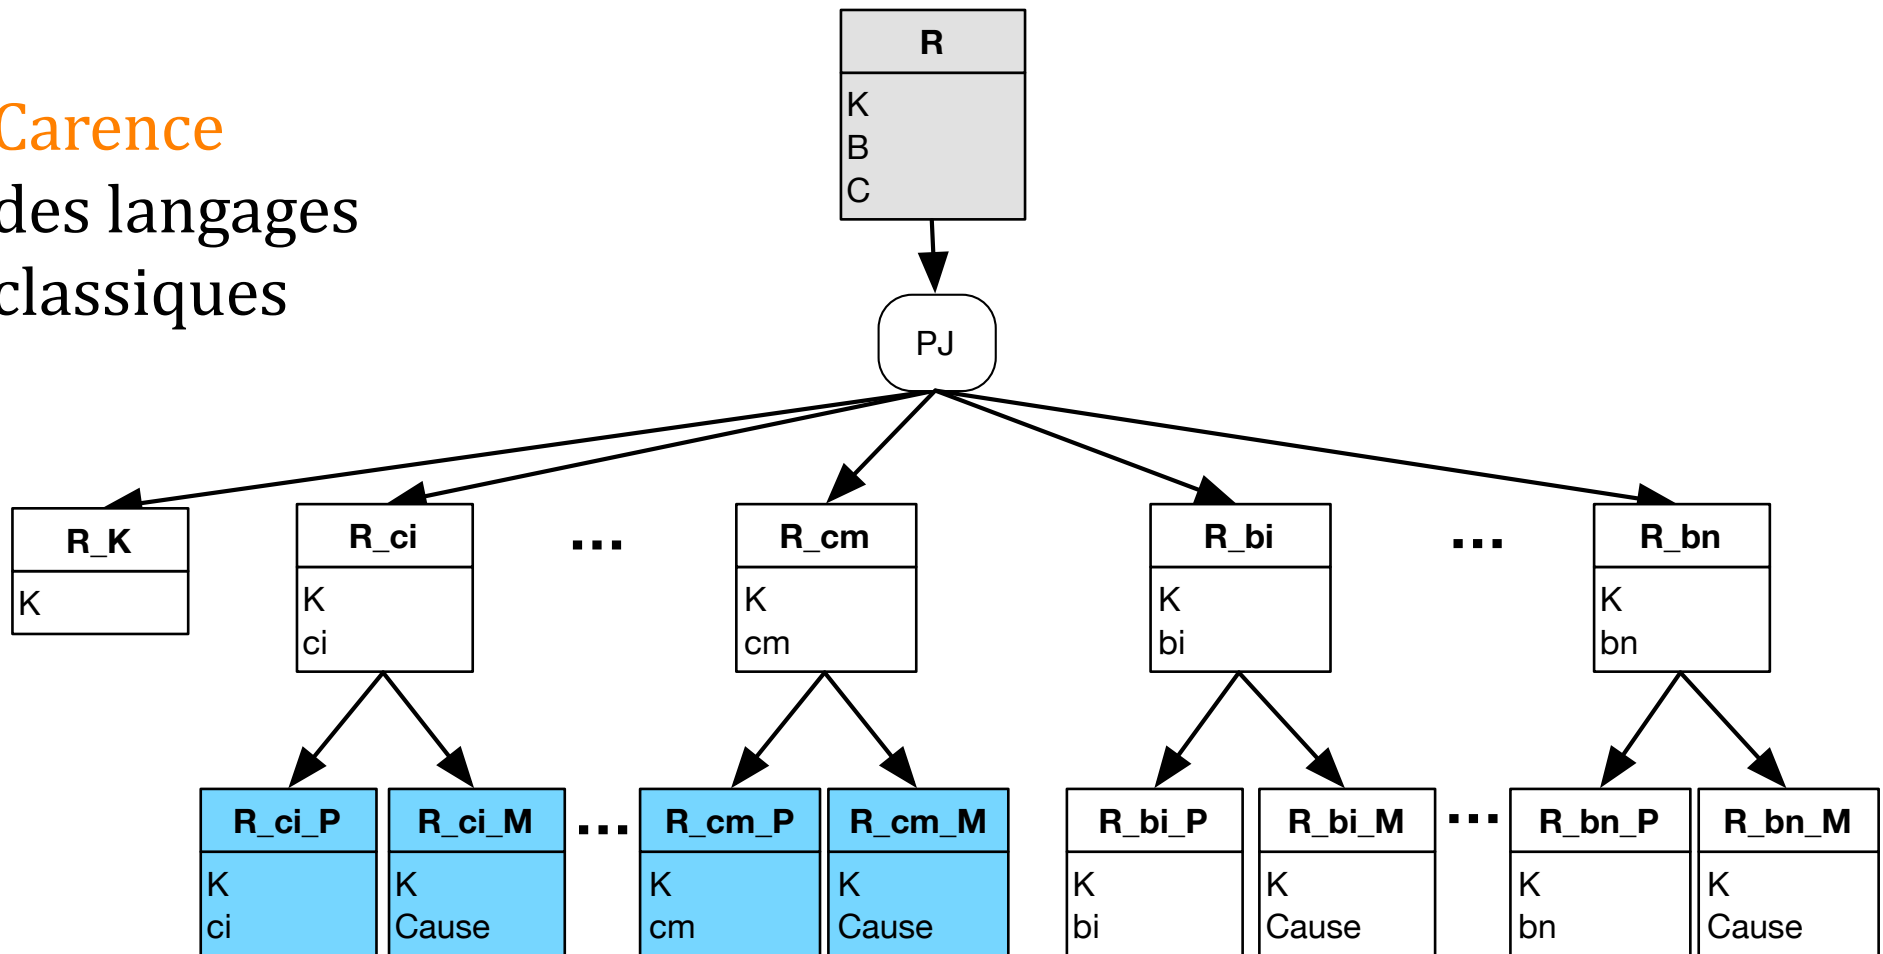 Carence
des langages
classiques
R
K
B
C
PJ
R_K
K
R_ci
K
ci
...
R_cm
K
cm
R_bi
K
bi
...
R_bn
K
bn
R_ci_P
K
ci
R_ci_M
K
Cause
...
R_cm_P
K
cm
R_cm_M
K
Cause
R_bi_P
K
bi
R_bi_M
K
Cause
...
R_bn_P
K
bn
R_bn_M
K
Cause